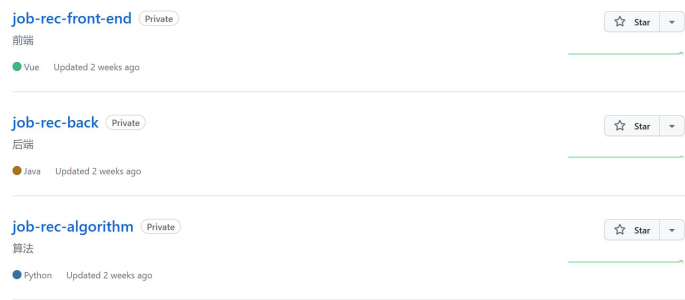 job-rec-front-end Private Star
前端
Vue Updated 2 weeks ago
job-rec-back Private Star
后端
Java Updated 2 weeks ago
job-rec-algorithm Private Star
算法
Python Updated 2 weeks ago